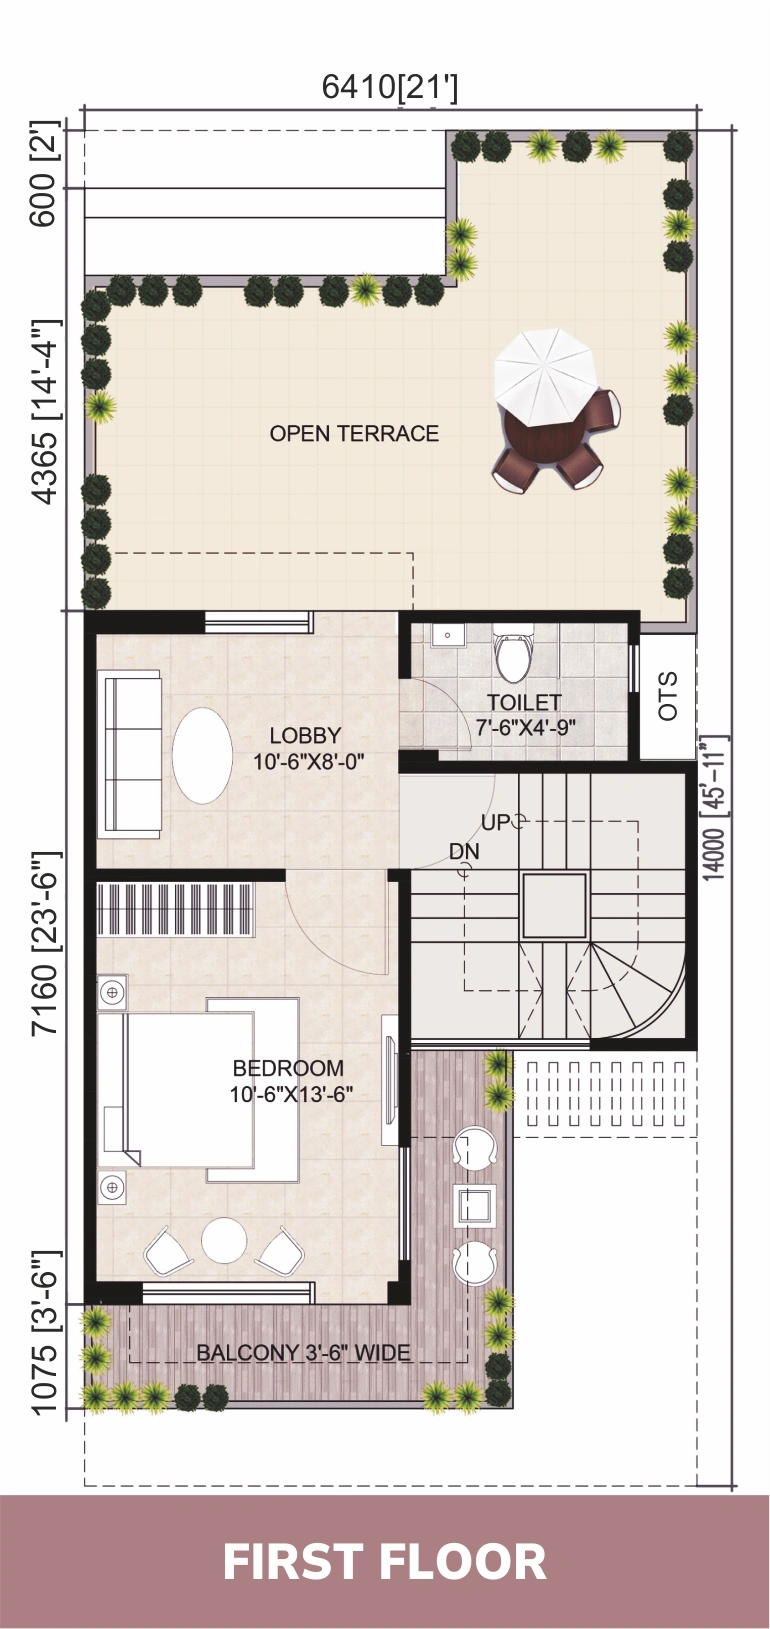 6410[21']
600 [2']
4365 [14'-4"]
OPEN TERRACE
TOILET
7'-6"X4'-9"
OTS
LOBBY
10'-6"X8'-0"
14000 [45'-11"]
UP
DN
7160 [23'-6"]
BEDROOM
10'-6"X13'-6"
1075 [3'-6"]
BALCONY 3'-6" WIDE
FIRST FLOOR